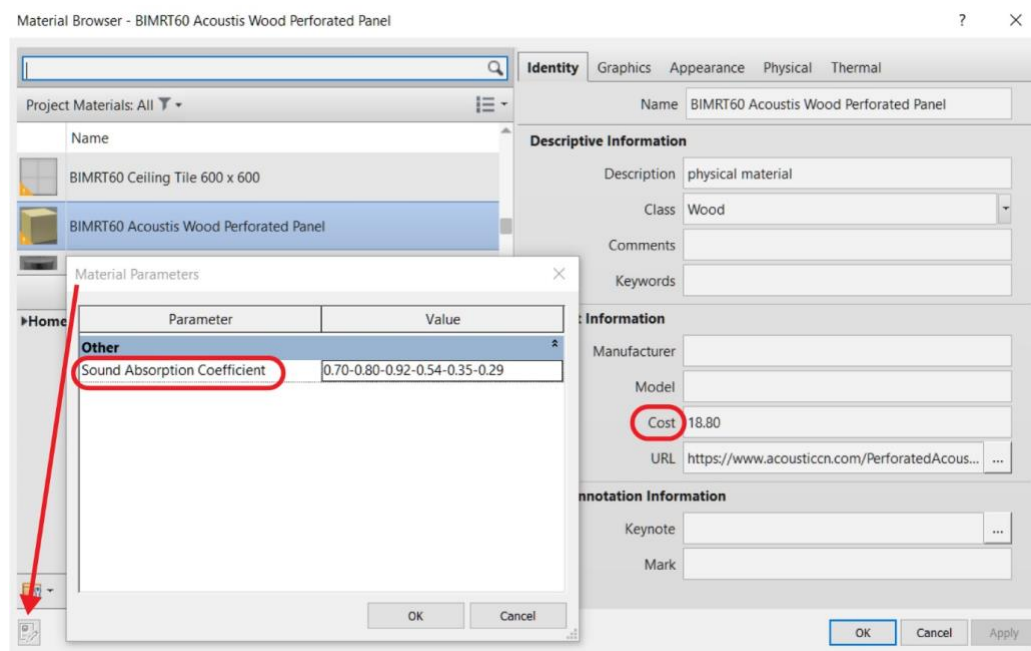 Material Browser - BIMRT60 Acoustis Wood Perforated Panel
? ×
Project Materials: All
Name
BIMRT60 Ceiling Tile 600 x 600
BIMRT60 Acoustis Wood Perforated Panel
Home
Identity Graphics Appearance Physical Thermal
Name BIMRT60 Acoustis Wood Perforated Panel
Descriptive Information
Description physical material
Class Wood
Comments
Keywords
Information
Manufacturer
Model
Cost 18.80
URL https://www.acousticcn.com/PerforatedAcous... ...
nnotation Information
Keynote ...
Mark
OK Cancel Apply
Material Parameters ×
Parameter Value
Other
Sound Absorption Coefficient 0.70-0.80-0.92-0.54-0.35-0.29
OK Cancel